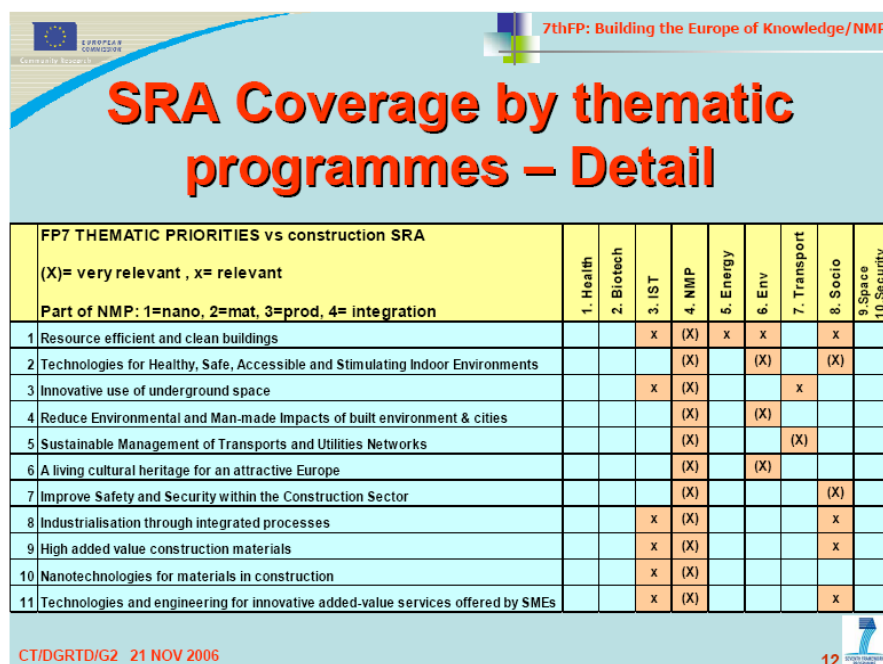 EUROPEAN
COMMISSION
Community Research
7thFP: Building the Europe of Knowledge/NMP
SRA Coverage by thematic
programmes – Detail
FP7 THEMATIC PRIORITIES vs construction SRA
(X)= very relevant , x= relevant
Part of NMP: 1=nano, 2=mat, 3=prod, 4= integration
1. Health
2. Biotech
3. IST
4. NMP
5. Energy
6. Env
7. Transport
8. Socio
9.Space
10 Security
1 Resource efficient and clean buildings x (X) x x x
2 Technologies for Healthy, Safe, Accessible and Stimulating Indoor Environments (X) (X) (X)
3 Innovative use of underground space x (X) x
4 Reduce Environmental and Man-made Impacts of built environment & cities (X) (X)
5 Sustainable Management of Transports and Utilities Networks (X) (X)
6 A living cultural heritage for an attractive Europe (X) (X)
7 Improve Safety and Security within the Construction Sector (X) (X)
8 Industrialisation through integrated processes x (X) x
9 High added value construction materials x (X) x
10 Nanotechnologies for materials in construction x (X)
11 Technologies and engineering for innovative added-value services offered by SMEs x (X) x
CT/DGRTD/G2 21 NOV 2006
12
SEVENTH FRAMEWORK
PROGRAMME